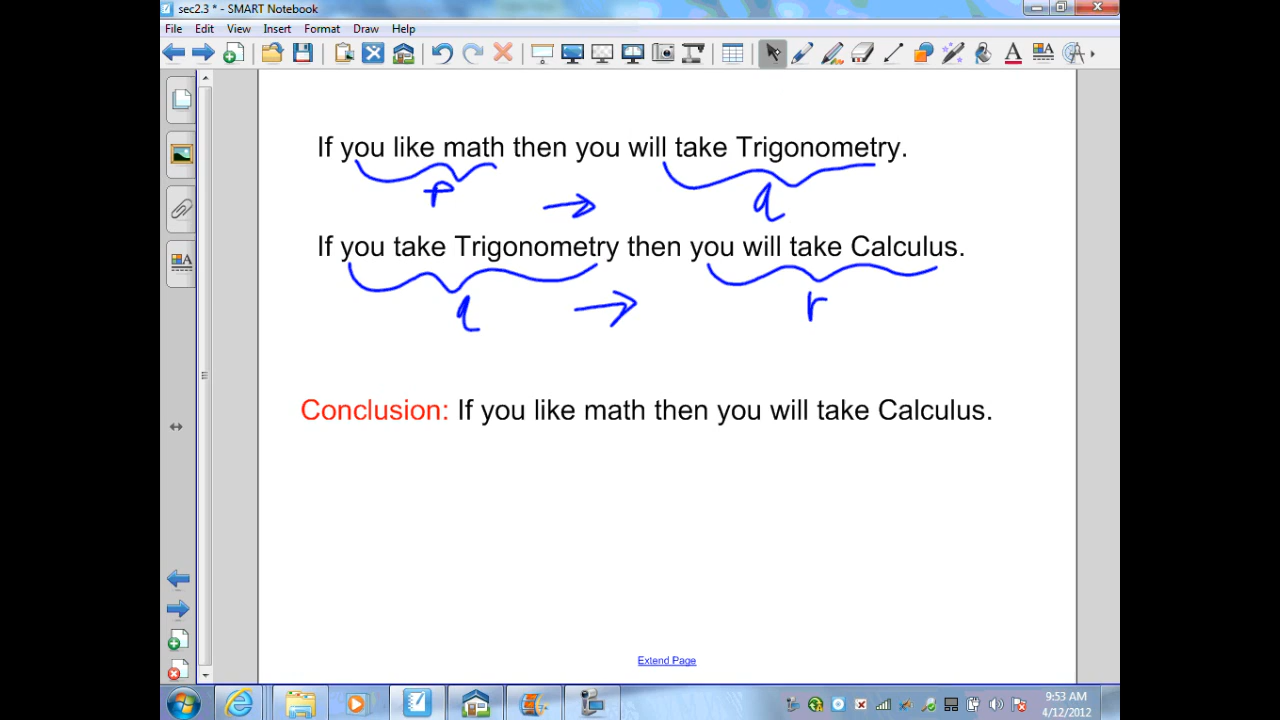 sec2.3 * - SMART Notebook
File Edit View Insert Format Draw Help
If you like math then you will take Trigonometry.
p → q
If you take Trigonometry then you will take Calculus.
q → r
Conclusion: If you like math then you will take Calculus.
Extend Page
9:53 AM
4/12/2012